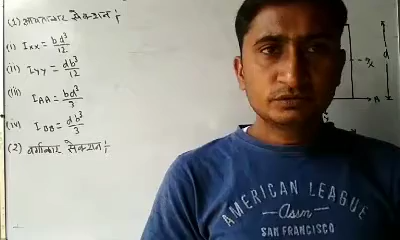 (1) आयताकार सेक्शन :
(i) Ixx = bd³/12
(ii) Iyy = db³/12
(iii) IAA = bd³/3
(iv) IBB = db³/3
(2) वर्गाकार सेक्शन :
d
A
AMERICAN LEAGUE
SAN FRANCISCO